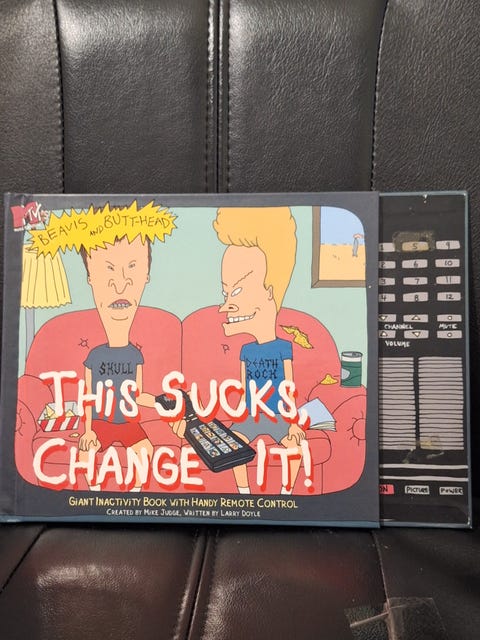 MTV's
BEAVIS AND BUTT-HEAD
SKULL
DEATH
ROCK
THIS SUCKS,
CHANGE IT!
GIANT INACTIVITY BOOK WITH HANDY REMOTE CONTROL
CREATED BY MIKE JUDGE, WRITTEN BY LARRY DOYLE
5 9
6 10
7 11
4 8 12
CHANNEL MUTE
VOLUME
PICTURE POWER